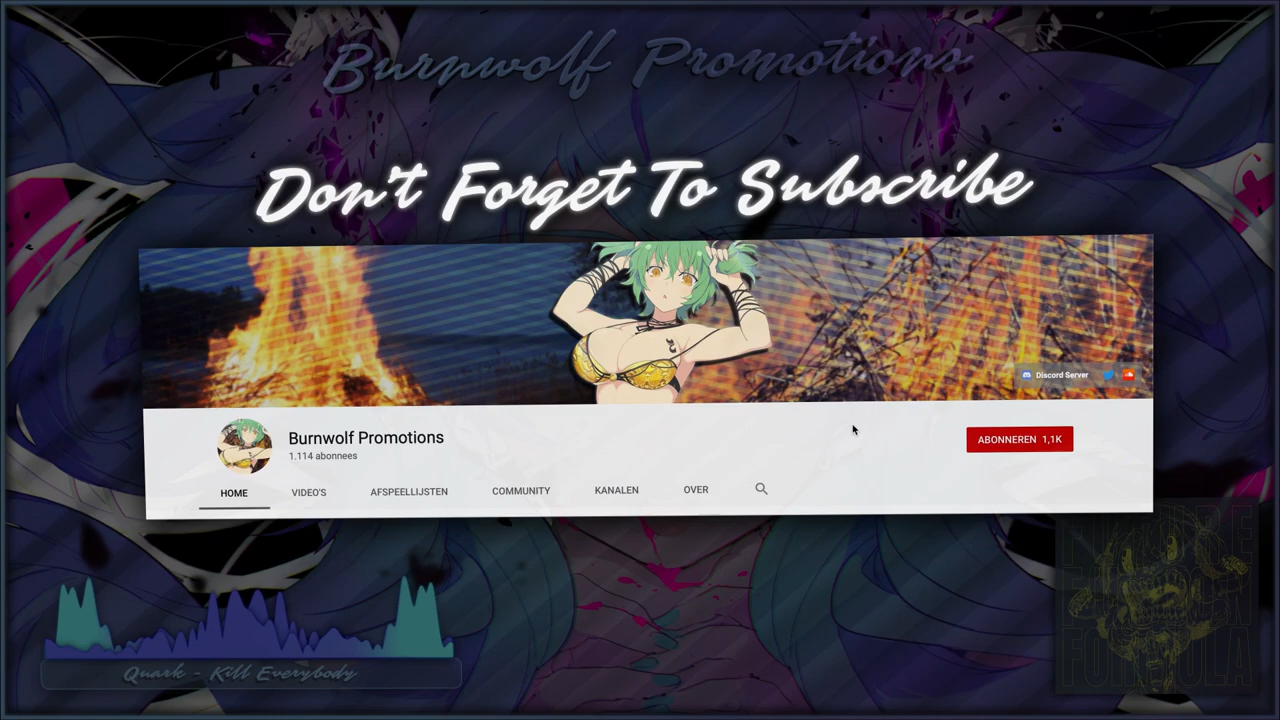 Burnwolf Promotions
Don't Forget To Subscribe
Discord Server
Burnwolf Promotions
1.114 abonnees
ABONNEREN 1,1K
HOME VIDEO'S AFSPEELLIJSTEN COMMUNITY KANALEN OVER
Quark - Kill Everybody
FORMULA